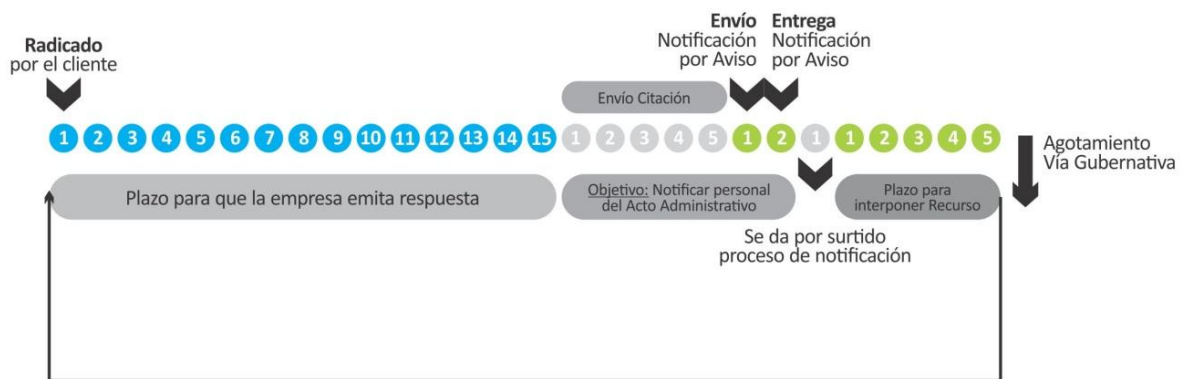 Radicado
por el cliente
Envío
Notificación
por Aviso
Entrega
Notificación
por Aviso
Envío Citación
1 2 3 4 5 6 7 8 9 10 11 12 13 14 15 1 2 3 4 5 1 2 1 1 2 3 4 5
Agotamiento
Vía Gubernativa
Plazo para que la empresa emita respuesta
Objetivo: Notificar personal
del Acto Administrativo
Plazo para
interponer Recurso
Se da por surtido
proceso de notificación